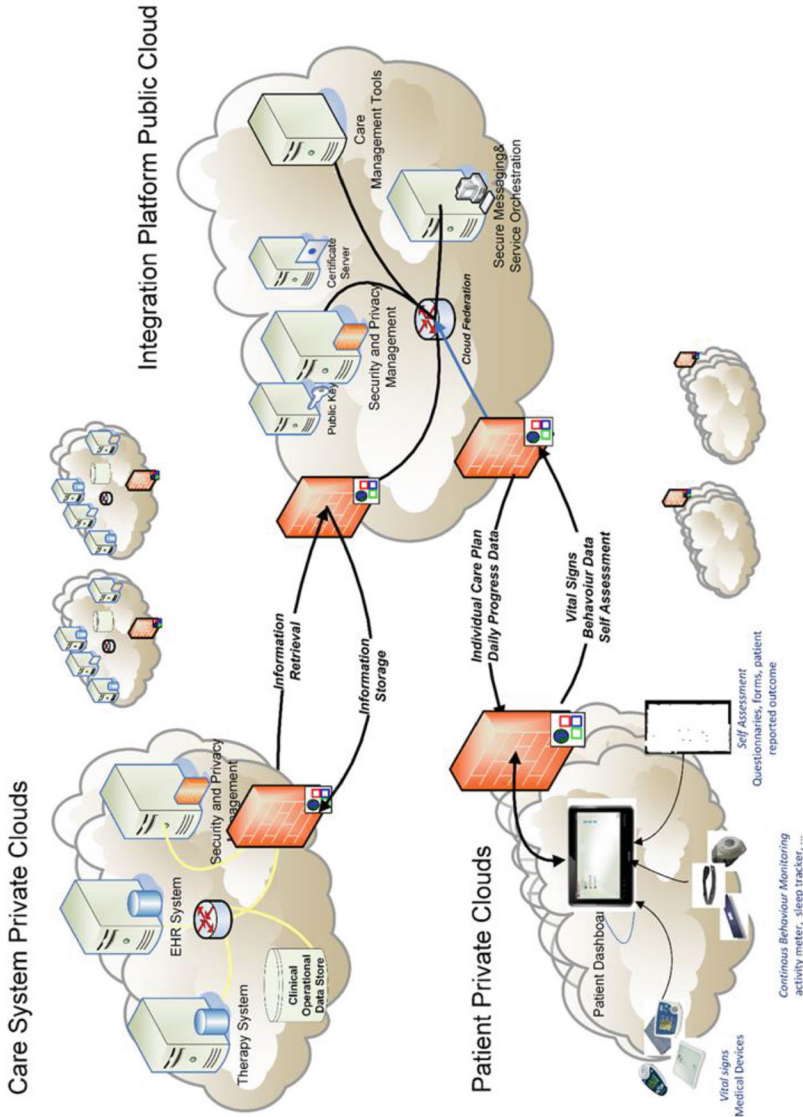 Care System Private Clouds
Therapy System
EHR System
Security and Privacy
Management
Clinical
Operational
Data Store
Information
Retrieval
Information
Storage
Integration Platform Public Cloud
Public Key
Security and Privacy
Management
Certificate
Server
Care
Management Tools
Cloud Federation
Secure Messaging&
Service Orchestration
Patient Private Clouds
Patient Dashboar
Individual Care Plan
Daily Progress Data
Vital Signs
Behavoiur Data
Self Assessment
Vital signs
Medical Devices
Continous Behaviour Monitoring
activity meter, sleep tracker, ...
Self Assessment
Questionnaries, forms, patient
reported outcome